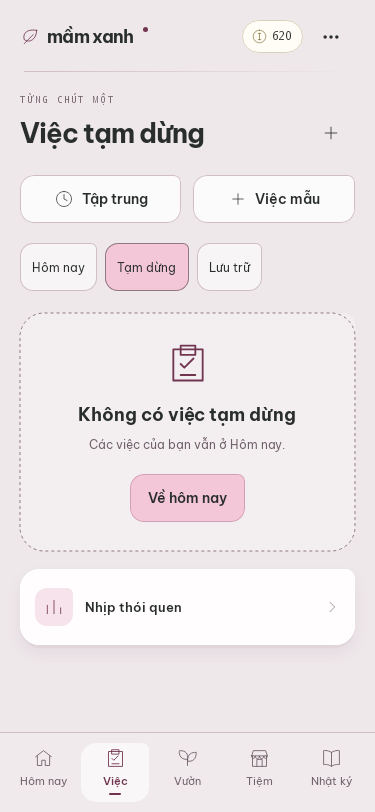 mầm xanh
620
TỪNG CHÚT MỘT
Việc tạm dừng
Tập trung
Việc mẫu
Hôm nay
Tạm dừng
Lưu trữ
Không có việc tạm dừng
Các việc của bạn vẫn ở Hôm nay.
Về hôm nay
Nhịp thói quen
Hôm nay
Việc
Vườn
Tiệm
Nhật ký